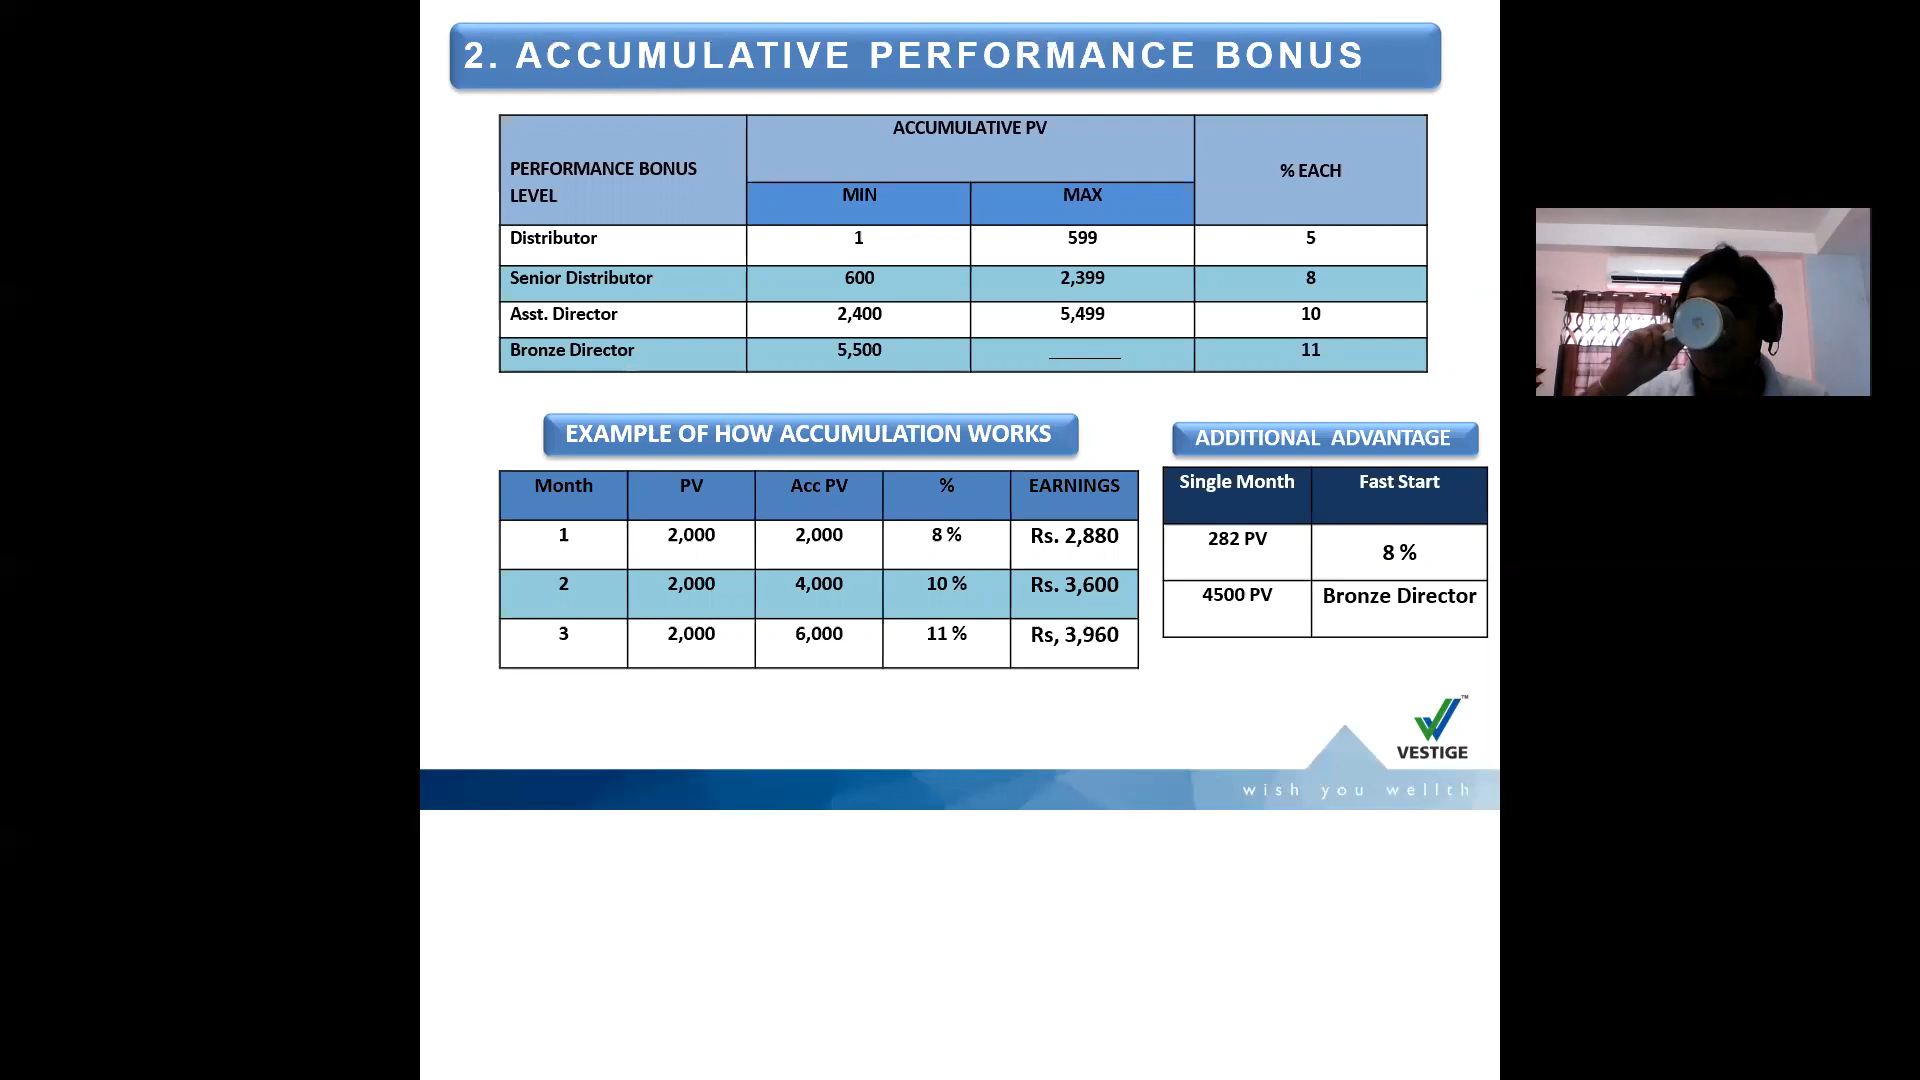 2. ACCUMULATIVE PERFORMANCE BONUS
PERFORMANCE BONUS
LEVEL
ACCUMULATIVE PV
% EACH
MIN MAX
Distributor 1 599 5
Senior Distributor 600 2,399 8
Asst. Director 2,400 5,499 10
Bronze Director 5,500 ________ 11
EXAMPLE OF HOW ACCUMULATION WORKS
Month PV Acc PV % EARNINGS
1 2,000 2,000 8 % Rs. 2,880
2 2,000 4,000 10 % Rs. 3,600
3 2,000 6,000 11 % Rs, 3,960
ADDITIONAL ADVANTAGE
Single Month Fast Start
282 PV 8 %
4500 PV Bronze Director
VESTIGE™
wish you wellth